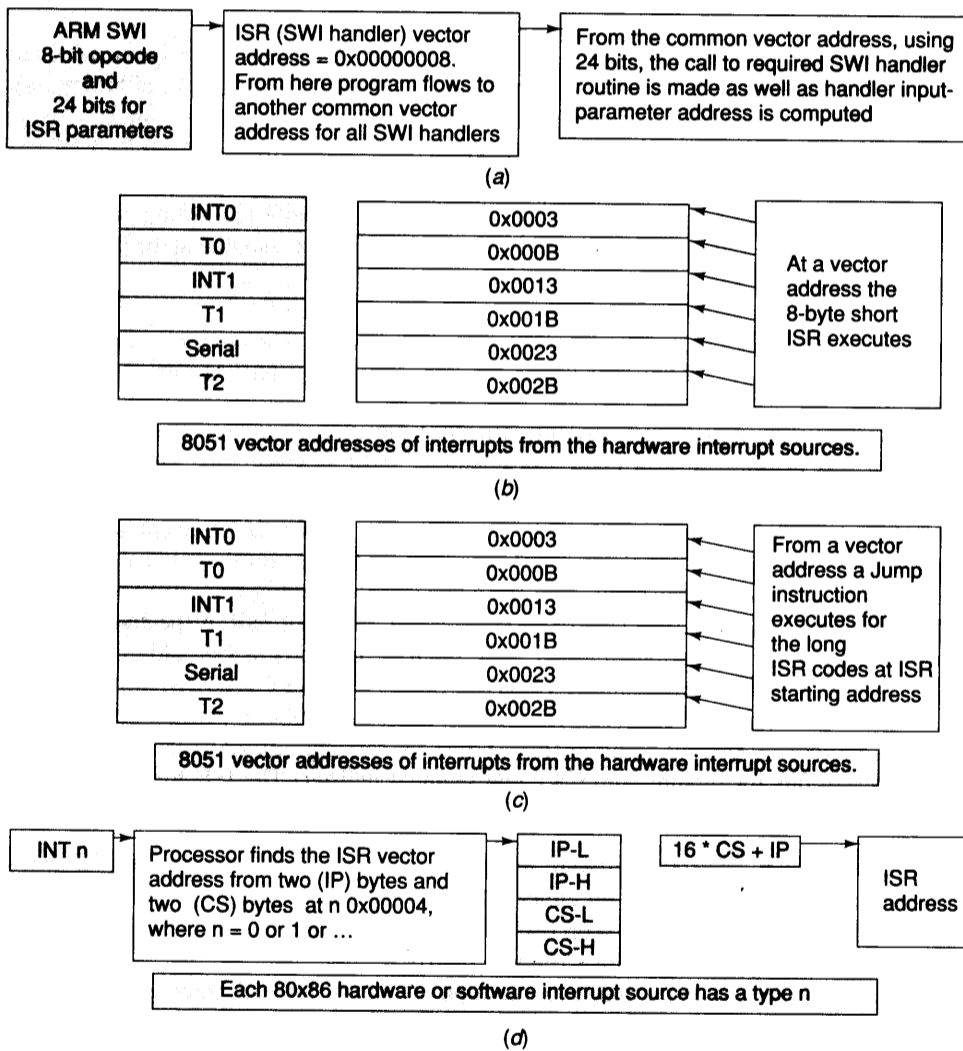 ARM SWI
8-bit opcode
and
24 bits for
ISR parameters
ISR (SWI handler) vector
address = 0x00000008.
From here program flows to
another common vector
address for all SWI handlers
From the common vector address, using
24 bits, the call to required SWI handler
routine is made as well as handler input-
parameter address is computed
(a)
INT0
T0
INT1
T1
Serial
T2
0x0003
0x000B
0x0013
0x001B
0x0023
0x002B
At a vector
address the
8-byte short
ISR executes
8051 vector addresses of interrupts from the hardware interrupt sources.
(b)
INT0
T0
INT1
T1
Serial
T2
0x0003
0x000B
0x0013
0x001B
0x0023
0x002B
From a vector
address a Jump
instruction
executes for
the long
ISR codes at ISR
starting address
8051 vector addresses of interrupts from the hardware interrupt sources.
(c)
INT n
Processor finds the ISR vector
address from two (IP) bytes and
two (CS) bytes at n 0x00004,
where n = 0 or 1 or ...
IP-L
IP-H
CS-L
CS-H
16 * CS + IP
ISR
address
Each 80x86 hardware or software interrupt source has a type n
(d)